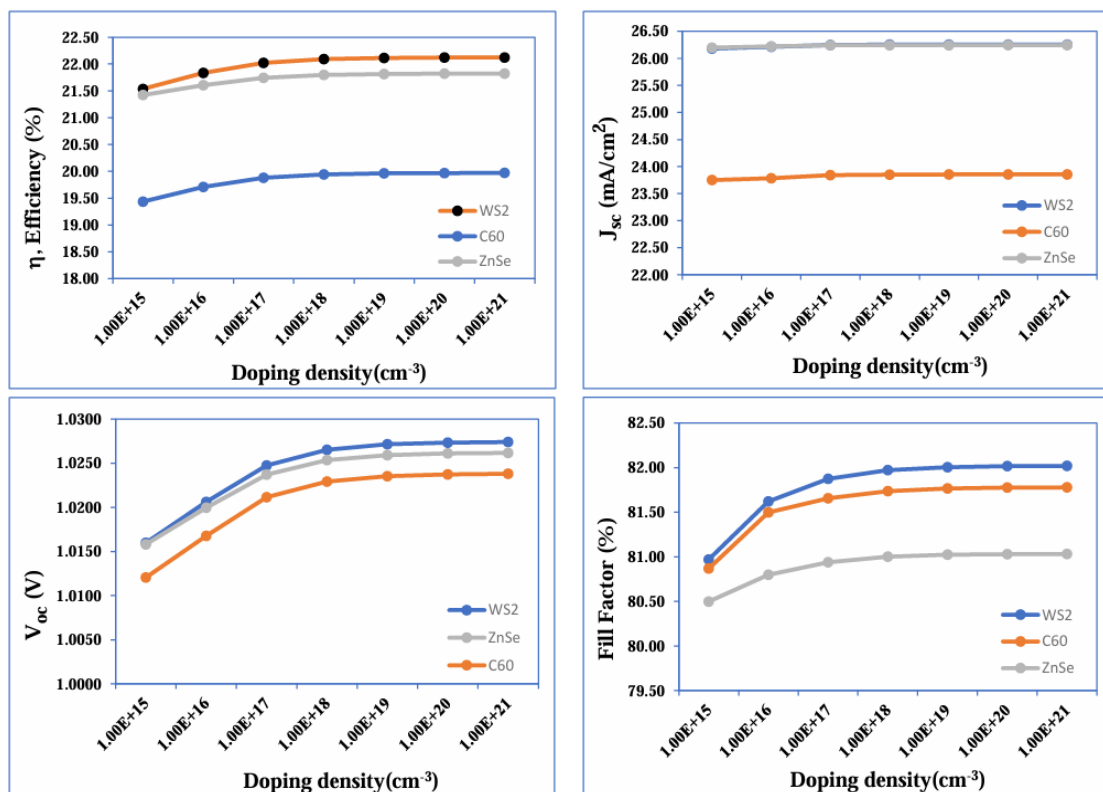 22.50
22.00
21.50
21.00
20.50
20.00
19.50
19.00
18.50
18.00
η, Efficiency (%)
WS2
C60
ZnSe
1.00E+15
1.00E+16
1.00E+17
1.00E+18
1.00E+19
1.00E+20
1.00E+21
Doping density(cm⁻³)
26.50
26.00
25.50
25.00
24.50
24.00
23.50
23.00
22.50
22.00
J_sc (mA/cm²)
WS2
C60
ZnSe
1.00E+15
1.00E+16
1.00E+17
1.00E+18
1.00E+19
1.00E+20
1.00E+21
Doping density(cm⁻³)
1.0300
1.0250
1.0200
1.0150
1.0100
1.0050
1.0000
V_oc (V)
WS2
ZnSe
C60
1.00E+15
1.00E+16
1.00E+17
1.00E+18
1.00E+19
1.00E+20
1.00E+21
Doping density(cm⁻³)
82.50
82.00
81.50
81.00
80.50
80.00
79.50
Fill Factor (%)
WS2
C60
ZnSe
1.00E+15
1.00E+16
1.00E+17
1.00E+18
1.00E+19
1.00E+20
1.00E+21
Doping density(cm⁻³)